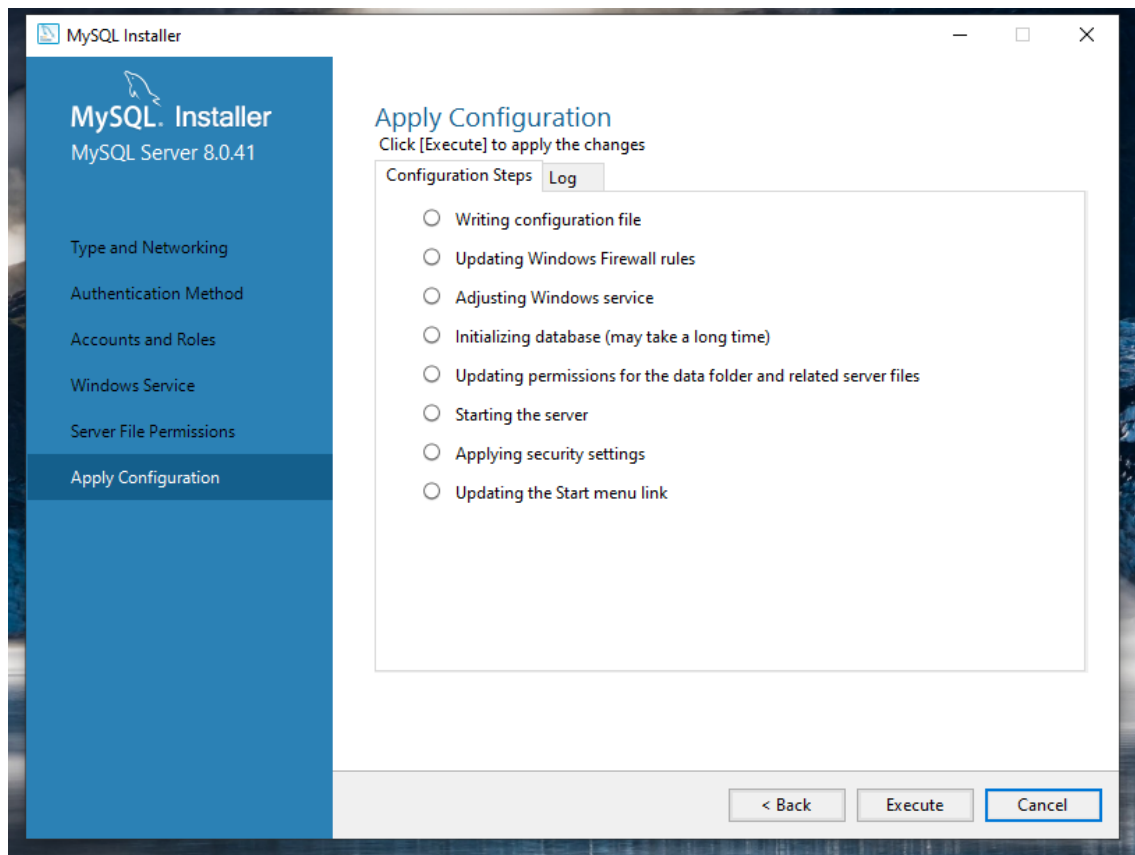 MySQL Installer
MySQL. Installer
MySQL Server 8.0.41
Type and Networking
Authentication Method
Accounts and Roles
Windows Service
Server File Permissions
Apply Configuration
Apply Configuration
Click [Execute] to apply the changes
Configuration Steps
Log
Writing configuration file
Updating Windows Firewall rules
Adjusting Windows service
Initializing database (may take a long time)
Updating permissions for the data folder and related server files
Starting the server
Applying security settings
Updating the Start menu link
< Back
Execute
Cancel